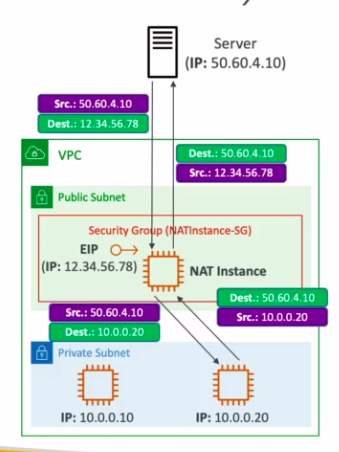 Server
(IP: 50.60.4.10)
Src.: 50.60.4.10
Dest.: 12.34.56.78
Dest.: 50.60.4.10
Src.: 12.34.56.78
VPC
Public Subnet
Security Group (NATInstance-SG)
EIP
(IP: 12.34.56.78)
NAT Instance
Src.: 50.60.4.10
Dest.: 10.0.0.20
Dest.: 50.60.4.10
Src.: 10.0.0.20
Private Subnet
IP: 10.0.0.10
IP: 10.0.0.20